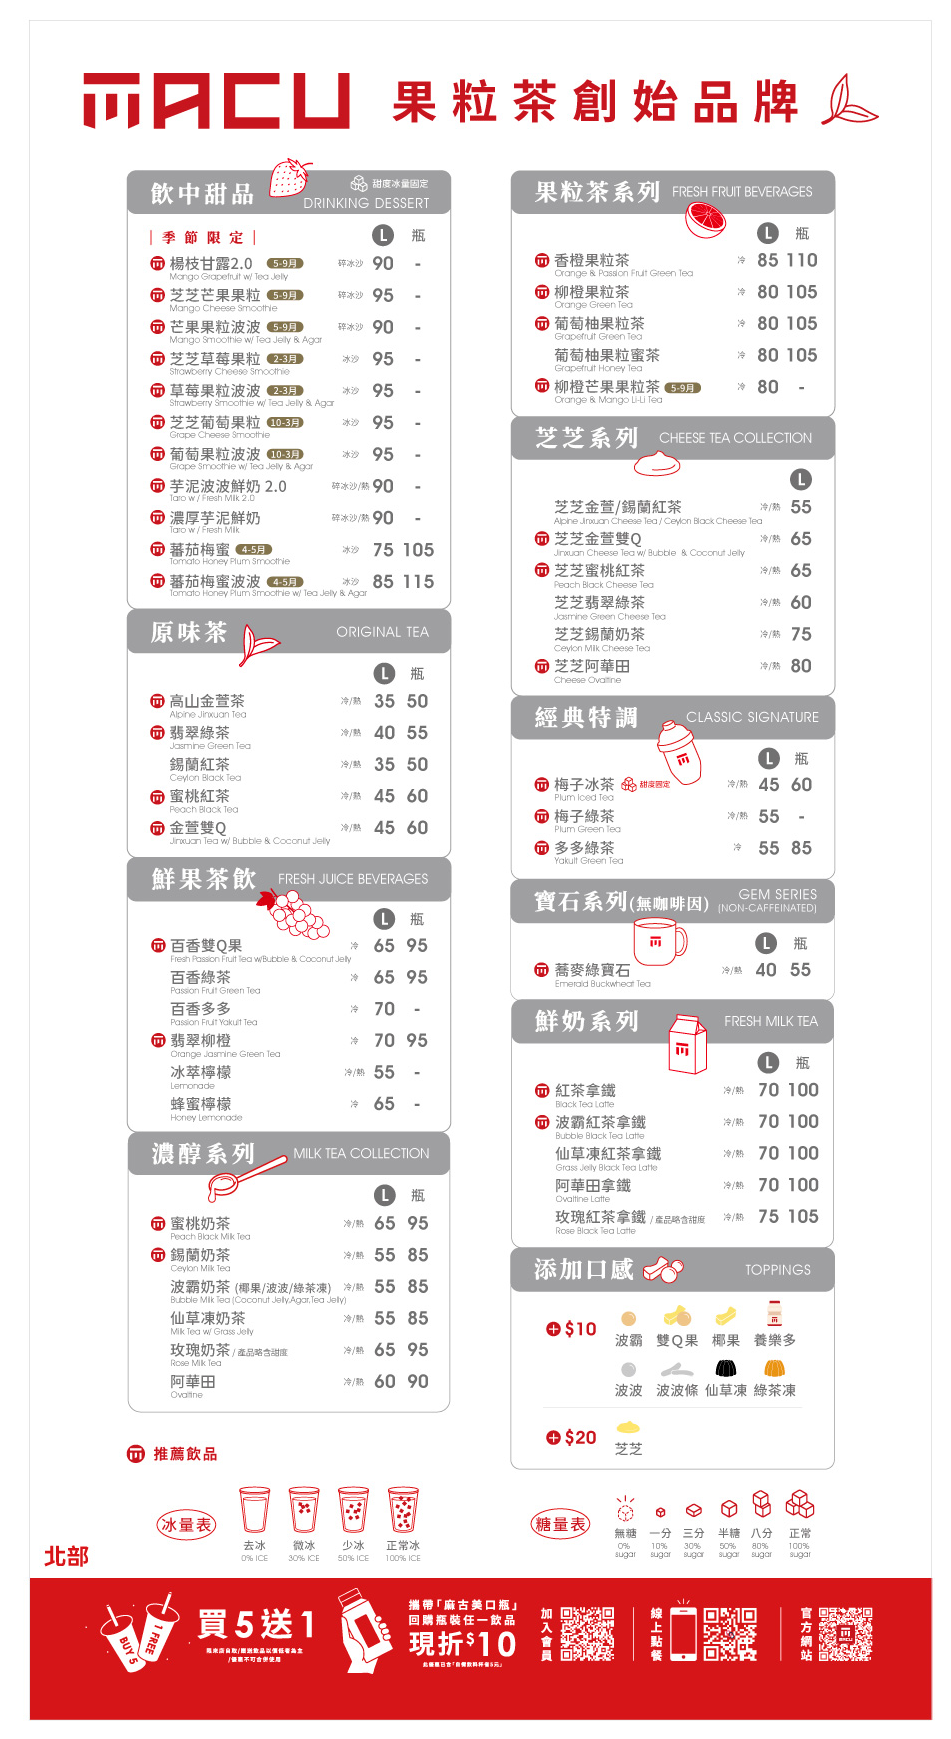 MACU 果粒茶創始品牌
飲中甜品 甜度冰量固定
DRINKING DESSERT
|季節限定| L 瓶
楊枝甘露2.0 5-9月 碎冰沙 90 -
Mango Grapefruit w/ Tea Jelly
芝芝芒果果粒 5-9月 碎冰沙 95 -
Mango Cheese Smoothie
芒果果粒波波 5-9月 碎冰沙 90 -
Mango Smoothie w/ Tea Jelly & Agar
芝芝草莓果粒 2-3月 冰沙 95 -
Strawberry Cheese Smoothie
草莓果粒波波 2-3月 冰沙 95 -
Strawberry Smoothie w/ Tea Jelly & Agar
芝芝葡萄果粒 10-3月 冰沙 95 -
Grape Cheese Smoothie
葡萄果粒波波 10-3月 冰沙 95 -
Grape Smoothie w/ Tea Jelly & Agar
芋泥波波鮮奶 2.0 碎冰沙/熱 90 -
Taro w / Fresh Milk 2.0
濃厚芋泥鮮奶 碎冰沙/熱 90 -
Taro w / Fresh Milk
蕃茄梅蜜 4-5月 冰沙 75 105
Tomato Honey Plum Smoothie
蕃茄梅蜜波波 4-5月 冰沙 85 115
Tomato Honey Plum Smoothie w/ Tea Jelly & Agar
原味茶 ORIGINAL TEA
L 瓶
高山金萱茶 冷/熱 35 50
Alpine Jinxuan Tea
翡翠綠茶 冷/熱 40 55
Jasmine Green Tea
錫蘭紅茶 冷/熱 35 50
Ceylon Black Tea
蜜桃紅茶 冷/熱 45 60
Peach Black Tea
金萱雙Q 冷/熱 45 60
Jinxuan Tea w/ Bubble & Coconut Jelly
鮮果茶飲 FRESH JUICE BEVERAGES
L 瓶
百香雙Q果 冷 65 95
Fresh Passion Fruit Tea w/Bubble & Coconut Jelly
百香綠茶 冷 65 95
Passion Fruit Green Tea
百香多多 冷 70 -
Passion Fruit Yakult Tea
翡翠柳橙 冷 70 95
Orange Jasmine Green Tea
冰萃檸檬 冷/熱 55 -
Lemonade
蜂蜜檸檬 冷 65 -
Honey Lemonade
濃醇系列 MILK TEA COLLECTION
L 瓶
蜜桃奶茶 冷/熱 65 95
Peach Black Milk Tea
錫蘭奶茶 冷/熱 55 85
Ceylon Milk Tea
波霸奶茶 (椰果/波波/綠茶凍) 冷/熱 55 85
Bubble Milk Tea (Coconut Jelly,Agar,Tea Jelly)
仙草凍奶茶 冷/熱 55 85
Milk Tea w/ Grass Jelly
玫瑰奶茶 / 產品略含甜度 冷/熱 65 95
Rose Milk Tea
阿華田 冷/熱 60 90
Ovaltine
推薦飲品
果粒茶系列 FRESH FRUIT BEVERAGES
L 瓶
香橙果粒茶 冷 85 110
Orange & Passion Fruit Green Tea
柳橙果粒茶 冷 80 105
Orange Green Tea
葡萄柚果粒茶 冷 80 105
Grapefruit Green Tea
葡萄柚果粒蜜茶 冷 80 105
Grapefruit Honey Tea
柳橙芒果果粒茶 5-9月 冷 80 -
Orange & Mango Li-Li Tea
芝芝系列 CHEESE TEA COLLECTION
L
芝芝金萱/錫蘭紅茶 冷/熱 55
Alpine Jinxuan Cheese Tea / Ceylon Black Cheese Tea
芝芝金萱雙Q 冷/熱 65
Jinxuan Cheese Tea w/ Bubble & Coconut Jelly
芝芝蜜桃紅茶 冷/熱 65
Peach Black Cheese Tea
芝芝翡翠綠茶 冷/熱 60
Jasmine Green Cheese Tea
芝芝錫蘭奶茶 冷/熱 75
Ceylon Milk Cheese Tea
芝芝阿華田 冷/熱 80
Cheese Ovaltine
經典特調 CLASSIC SIGNATURE
L 瓶
梅子冰茶 甜度固定 冷/熱 45 60
Plum Iced Tea
梅子綠茶 冷/熱 55 -
Plum Green Tea
多多綠茶 冷 55 85
Yakult Green Tea
寶石系列(無咖啡因) GEM SERIES
(NON-CAFFEINATED)
L 瓶
蕎麥綠寶石 冷/熱 40 55
Emerald Buckwheat Tea
鮮奶系列 FRESH MILK TEA
L 瓶
紅茶拿鐵 冷/熱 70 100
Black Tea Latte
波霸紅茶拿鐵 冷/熱 70 100
Bubble Black Tea Latte
仙草凍紅茶拿鐵 冷/熱 70 100
Grass Jelly Black Tea Latte
阿華田拿鐵 冷/熱 70 100
Ovaltine Latte
玫瑰紅茶拿鐵 / 產品略含甜度 冷/熱 75 105
Rose Black Tea Latte
添加口感 TOPPINGS
+$10
波霸 雙Q果 椰果 養樂多
波波 波波條 仙草凍 綠茶凍
+$20
芝芝
冰量表
去冰 微冰 少冰 正常冰
0% ICE 30% ICE 50% ICE 100% ICE
糖量表
無糖 一分 三分 半糖 八分 正常
0% 10% 30% 50% 80% 100%
sugar sugar sugar sugar sugar sugar
北部
BUY 5 1 FREE
買5送1
限來店自取/贈送飲品以價低者為主
/優惠不可合併使用
攜帶「麻古美口瓶」
回購瓶裝任一飲品
現折$10
此優惠已含「自備飲料杯省5元」
加入會員
線上點餐
官方網站
MACU